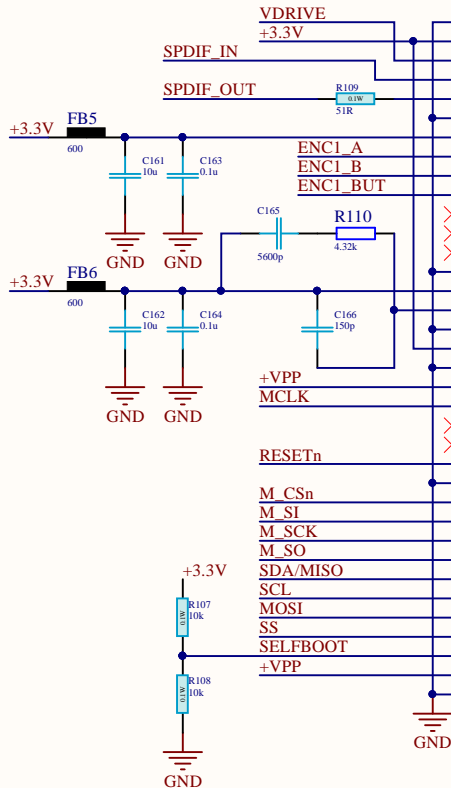 VDRIVE
+3.3V
SPDIF_IN
SPDIF_OUT
R109
0.1W
51R
FB5
+3.3V
600
C161
10u
C163
0.1u
GND
GND
ENC1_A
ENC1_B
ENC1_BUT
C165
5600p
R110
4.32k
FB6
+3.3V
600
C162
10u
C164
0.1u
C166
150p
GND
GND
+VPP
MCLK
RESETn
M_CSn
M_SI
M_SCK
M_SO
SDA/MISO
SCL
MOSI
SS
SELFBOOT
+VPP
+3.3V
R107
0.1W
10k
R108
0.1W
10k
GND
GND